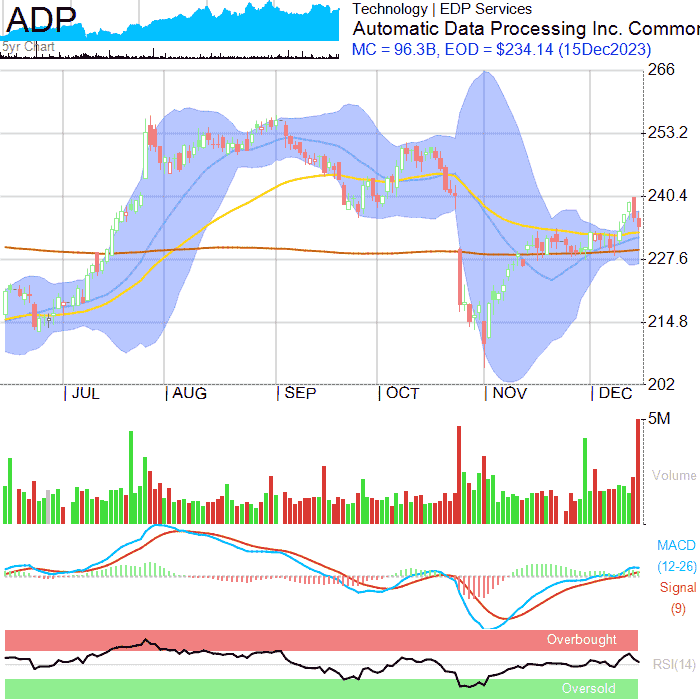 ADP
5yr Chart
Technology | EDP Services
Automatic Data Processing Inc. Common
MC = 96.3B, EOD = $234.14 (15Dec2023)
266
253.2
240.4
227.6
214.8
202
| JUL | AUG | SEP | OCT | NOV | DEC
5M
Volume
MACD
(12-26)
Signal
(9)
Overbought
RSI(14)
Oversold